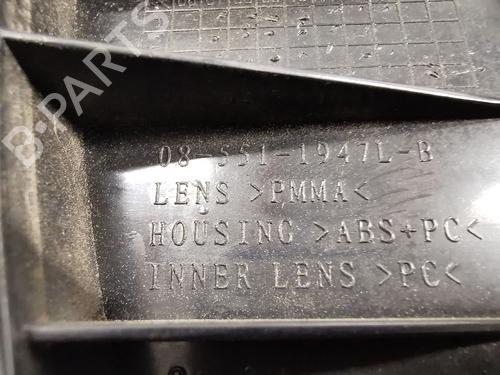 B-PARTS
08 551-1947L-B
LENS >PMMA<
HOUSING >ABS+PC<
INNER LENS >PC<